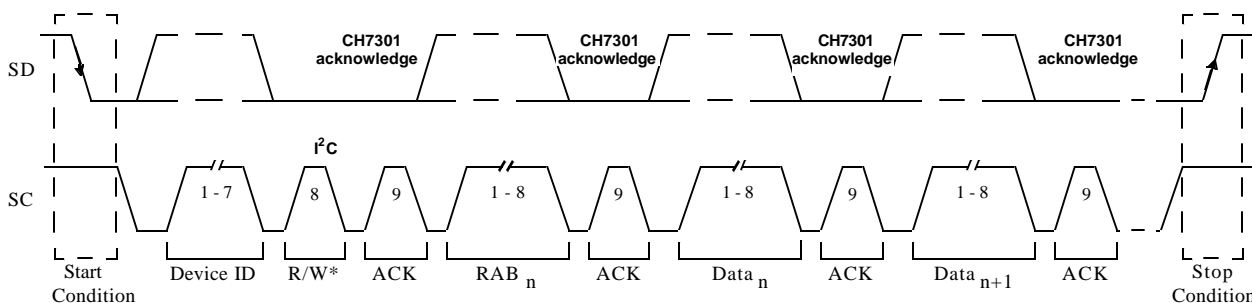 CH7301 CH7301 CH7301 CH7301
SD acknowledge acknowledge acknowledge acknowledge
I²C
SC 1 - 7 8 9 1 - 8 9 1 - 8 9 1 - 8 9
Start Device ID R/W* ACK RAB n ACK Data n ACK Data n+1 ACK Stop
Condition Condition